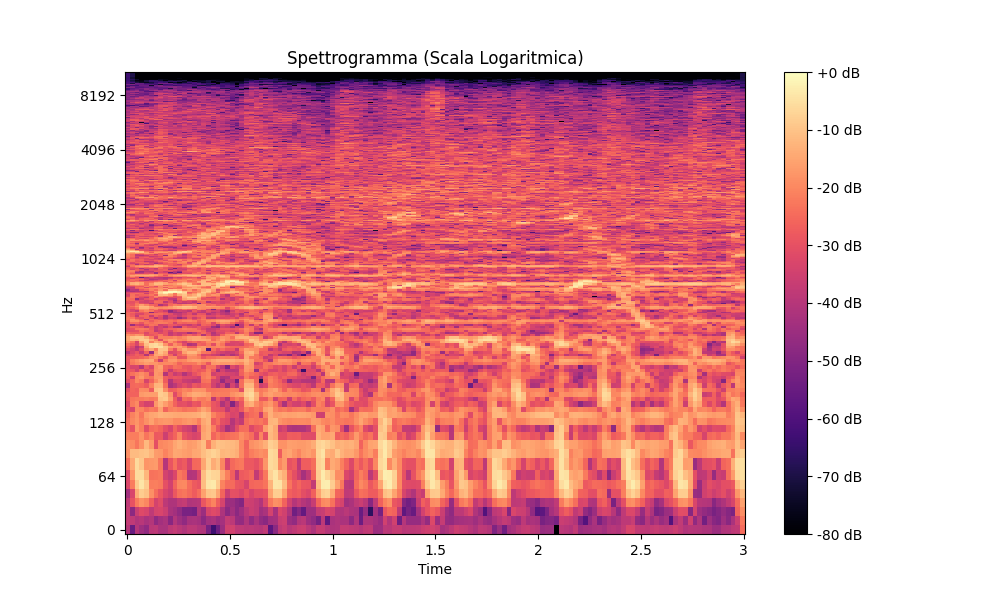 Spettrogramma (Scala Logaritmica)
Hz
8192
4096
2048
1024
512
256
128
64
0
0 0.5 1 1.5 2 2.5 3
Time
+0 dB
-10 dB
-20 dB
-30 dB
-40 dB
-50 dB
-60 dB
-70 dB
-80 dB